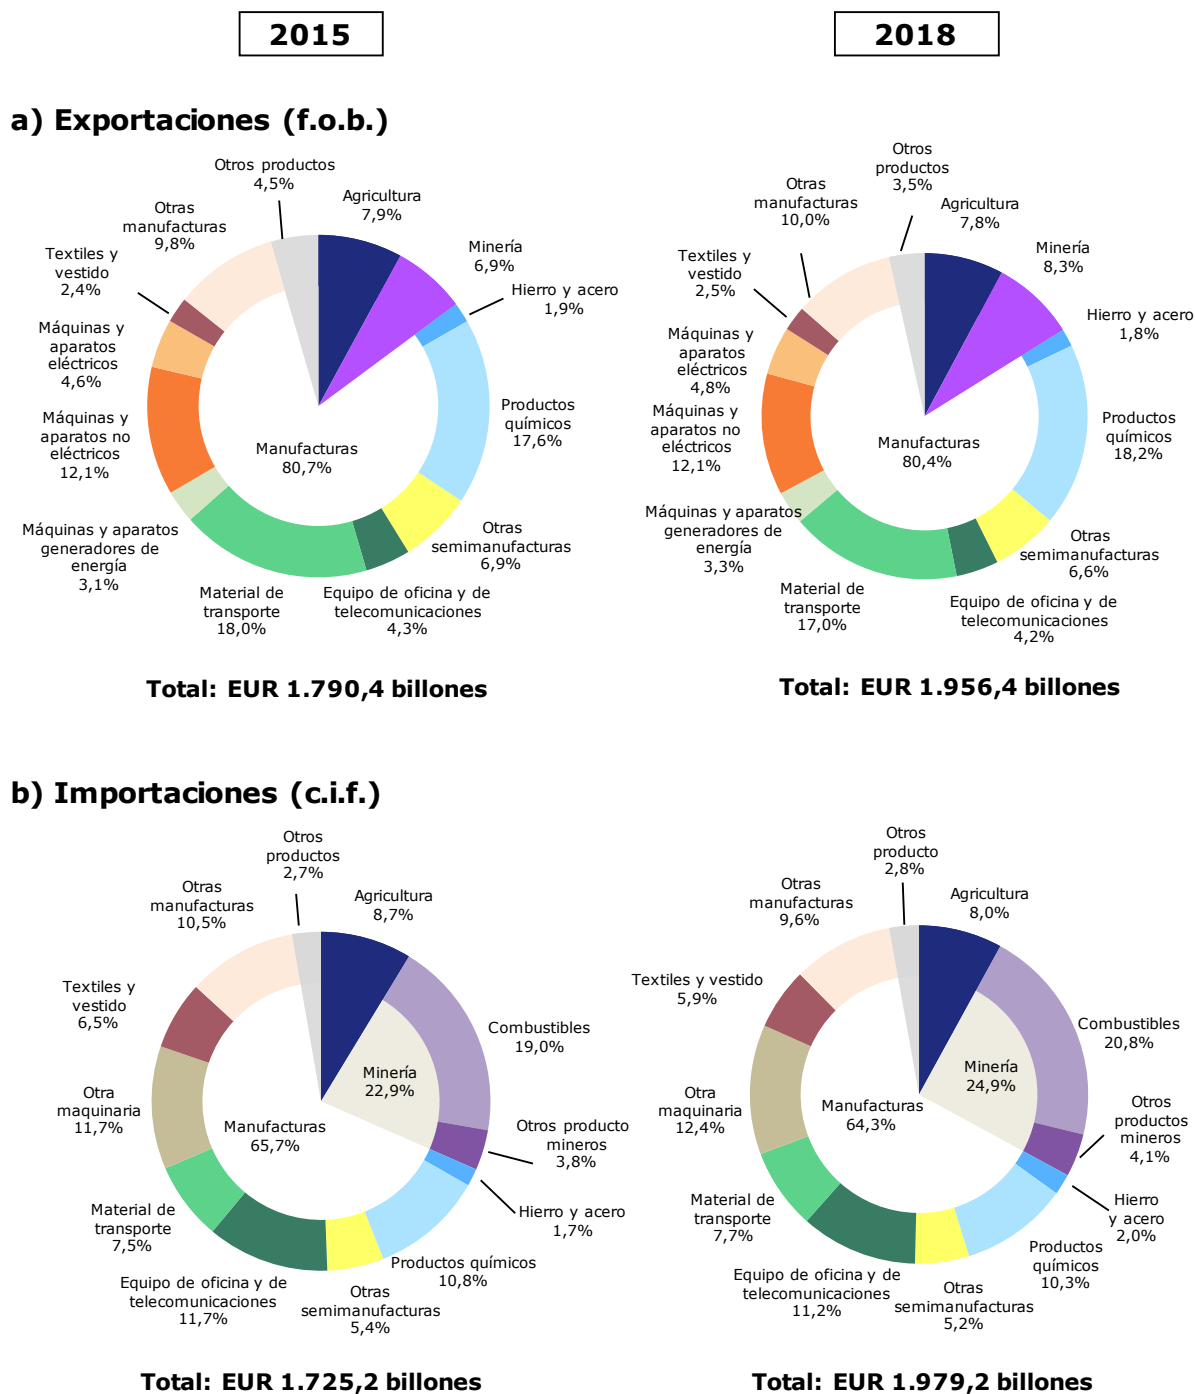 2015
2018
a) Exportaciones (f.o.b.)
Otros productos
4,5%
Agricultura
7,9%
Minería
6,9%
Hierro y acero
1,9%
Productos
químicos
17,6%
Otras
semimanufacturas
6,9%
Equipo de oficina y de
telecomunicaciones
4,3%
Material de
transporte
18,0%
Máquinas y aparatos
generadores de
energía
3,1%
Máquinas y
aparatos no
eléctricos
12,1%
Máquinas y
aparatos
eléctricos
4,6%
Textiles y
vestido
2,4%
Otras
manufacturas
9,8%
Manufacturas
80,7%
Total: EUR 1.790,4 billones
Otros
productos
3,5%
Agricultura
7,8%
Minería
8,3%
Hierro y acero
1,8%
Productos
químicos
18,2%
Otras
semimanufacturas
6,6%
Equipo de oficina y de
telecomunicaciones
4,2%
Material de
transporte
17,0%
Máquinas y aparatos
generadores de
energía
3,3%
Máquinas y
aparatos no
eléctricos
12,1%
Máquinas y
aparatos
eléctricos
4,8%
Textiles y
vestido
2,5%
Otras
manufacturas
10,0%
Manufacturas
80,4%
Total: EUR 1.956,4 billones
b) Importaciones (c.i.f.)
Otros
productos
2,7%
Agricultura
8,7%
Combustibles
19,0%
Minería
22,9%
Otros producto
mineros
3,8%
Hierro y acero
1,7%
Productos químicos
10,8%
Otras
semimanufacturas
5,4%
Equipo de oficina y de
telecomunicaciones
11,7%
Material de
transporte
7,5%
Otra
maquinaria
11,7%
Textiles y
vestido
6,5%
Otras
manufacturas
10,5%
Manufacturas
65,7%
Total: EUR 1.725,2 billones
Otros
producto
2,8%
Agricultura
8,0%
Combustibles
20,8%
Minería
24,9%
Otros
productos
mineros
4,1%
Hierro
y acero
2,0%
Productos
químicos
10,3%
Otras
semimanufacturas
5,2%
Equipo de oficina y de
telecomunicaciones
11,2%
Material de
transporte
7,7%
Otra
maquinaria
12,4%
Textiles y vestido
5,9%
Otras
manufacturas
9,6%
Manufacturas
64,3%
Total: EUR 1.979,2 billones